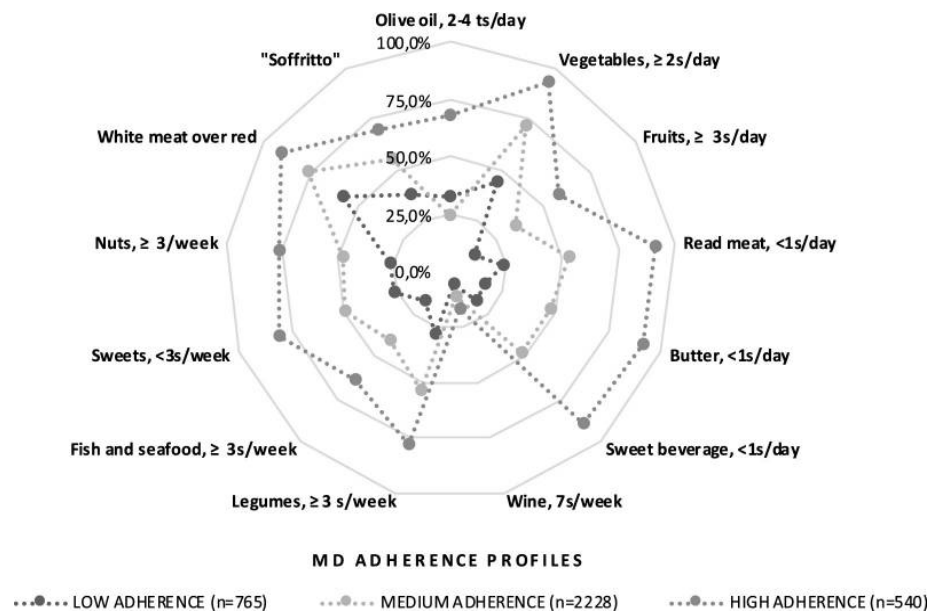 Olive oil, 2-4 ts/day
100,0%
"Soffritto"
Vegetables, ≥ 2s/day
75,0%
White meat over red
Fruits, ≥ 3s/day
50,0%
25,0%
Nuts, ≥ 3/week
Read meat, <1s/day
0,0%
Sweets, <3s/week
Butter, <1s/day
Fish and seafood, ≥ 3s/week
Sweet beverage, <1s/day
Legumes, ≥ 3 s/week
Wine, 7s/week
MD ADHERENCE PROFILES
LOW ADHERENCE (n=765)
MEDIUM ADHERENCE (n=2228)
HIGH ADHERENCE (n=540)